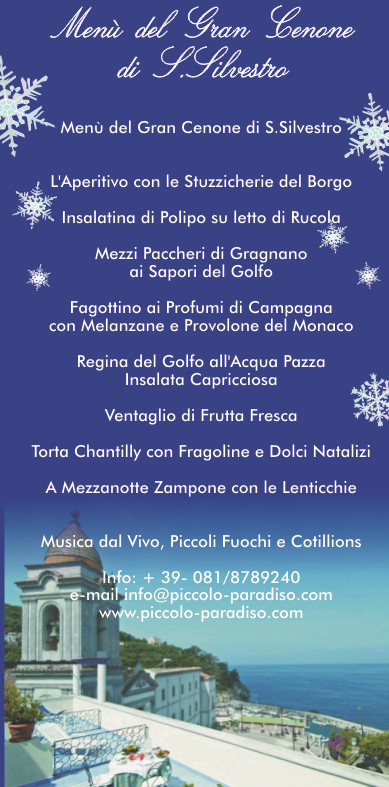 Menù del Gran Cenone
di S.Silvestro
Menù del Gran Cenone di S.Silvestro
L'Aperitivo con le Stuzzicherie del Borgo
Insalatina di Polipo su letto di Rucola
Mezzi Paccheri di Gragnano
ai Sapori del Golfo
Fagottino ai Profumi di Campagna
con Melanzane e Provolone del Monaco
Regina del Golfo all'Acqua Pazza
Insalata Capricciosa
Ventaglio di Frutta Fresca
Torta Chantilly con Fragoline e Dolci Natalizi
A Mezzanotte Zampone con le Lenticchie
Musica dal Vivo, Piccoli Fuochi e Cotillions
Info: + 39- 081/8789240
e-mail info@piccolo-paradiso.com
www.piccolo-paradiso.com